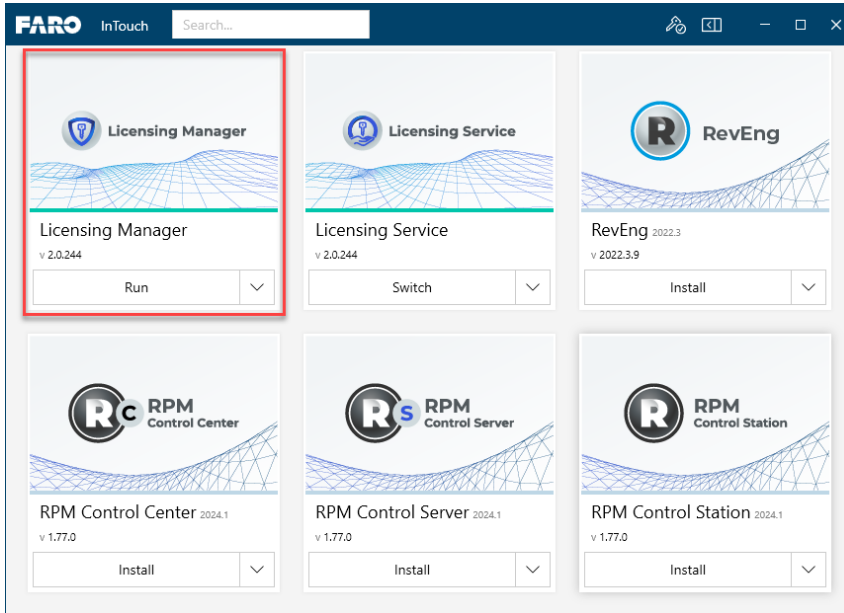 FARO InTouch Search...
Licensing Manager
Licensing Service
R RevEng
Licensing Manager
v 2.0.244
Run
Licensing Service
v 2.0.244
Switch
RevEng 2022.3
v 2022.3.9
Install
R C RPM
Control Center
R S RPM
Control Server
R RPM
Control Station
RPM Control Center 2024.1
v 1.77.0
Install
RPM Control Server 2024.1
v 1.77.0
Install
RPM Control Station 2024.1
v 1.77.0
Install